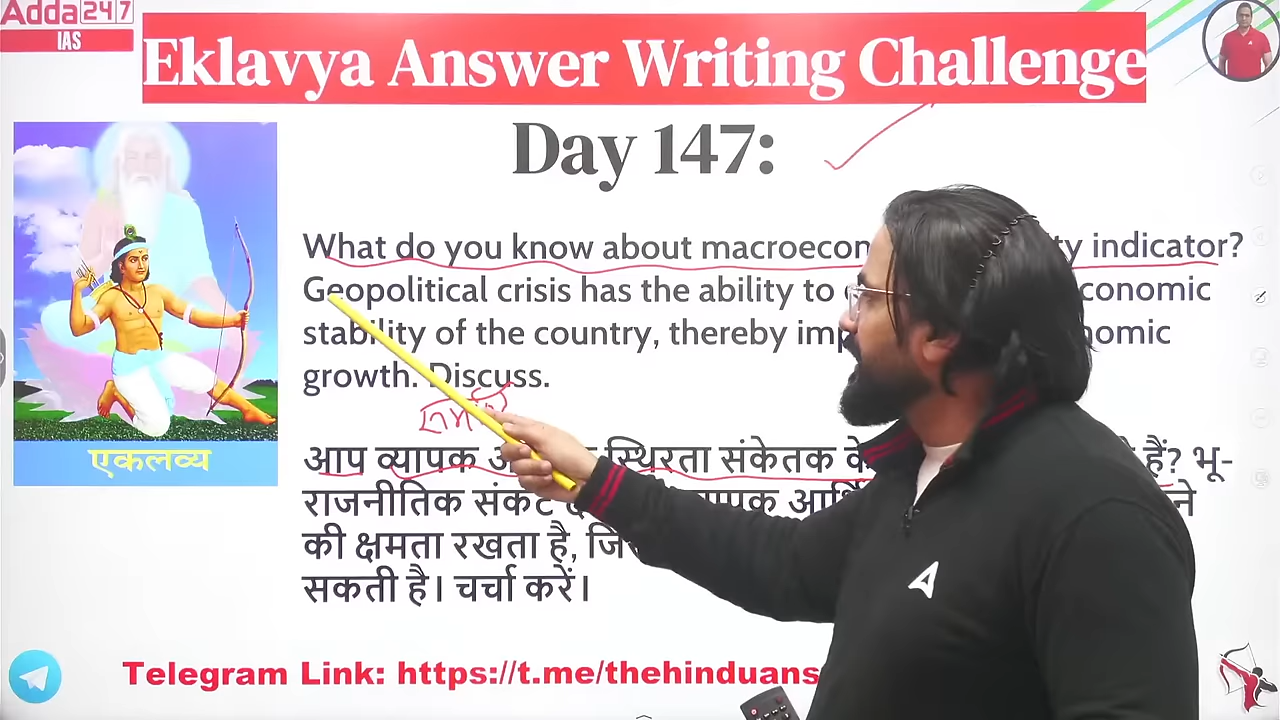 Adda247
IAS
Eklavya Answer Writing Challenge
Day 147:
What do you know about macroecon ty indicator?
Geopolitical crisis has the ability to conomic
stability of the country, thereby imp nomic
growth. Discuss.
आप व्यापक स्थिरता संकेतक के हैं? भू-
राजनीतिक संकट व्यापक आर्थि ने
की क्षमता रखता है,
सकती है। चर्चा करें।
एकलव्य
Telegram Link: https://t.me/thehinduans